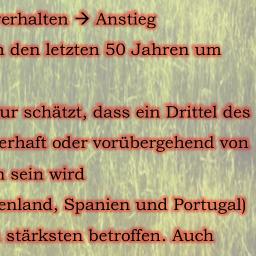 verhalten → Anstieg
n den letzten 50 Jahren um
ur schätzt, dass ein Drittel des
erhaft oder vorübergehend von
n sein wird
enland, Spanien und Portugal)
stärksten betroffen. Auch